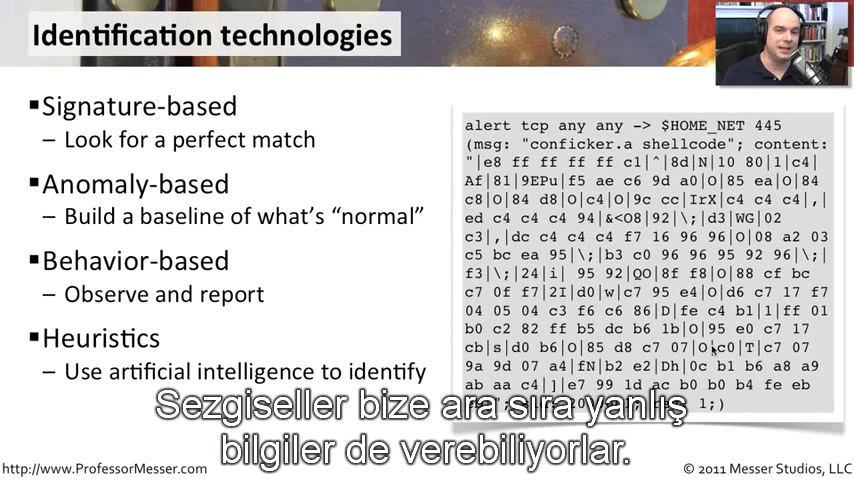 Identification technologies
▪Signature-based
– Look for a perfect match
▪Anomaly-based
– Build a baseline of what's “normal”
▪Behavior-based
– Observe and report
▪Heuristics
– Use artificial intelligence to identify
alert tcp any any -> $HOME_NET 445
(msg: "conficker.a shellcode"; content:
"|e8 ff ff ff ff c1|^|8d|N|10 80|1|c4|
Af|81|9EPu|f5 ae c6 9d a0|O|85 ea|O|84
c8|O|84 d8|O|c4|O|9c cc|IrX|c4 c4 c4|,|
ed c4 c4 c4 94|&<O8|92|\;|d3|WG|02
c3|,|dc c4 c4 c4 f7 16 96 96|O|08 a2 03
c5 bc ea 95|\;|b3 c0 96 96 95 92 96|\;|
f3|\;|24|i| 95 92|QO|8f f8|O|88 cf bc
c7 0f f7|2I|d0|w|c7 95 e4|O|d6 c7 17 f7
04 05 04 c3 f6 c6 86|D|fe c4 b1|1|ff 01
b0 c2 82 ff b5 dc b6 1b|O|95 e0 c7 17
cb|s|d0 b6|O|85 d8 c7 07|O|c0|T|c7 07
9a 9d 07 a4|fN|b2 e2|Dh|0c b1 b6 a8 a9
ab aa c4|]|e7 99 1d ac b0 b0 b4 fe eb
1;)
Sezgiseller bize ara sıra yanlış
bilgiler de verebiliyorlar.
http://www.ProfessorMesser.com
© 2011 Messer Studios, LLC